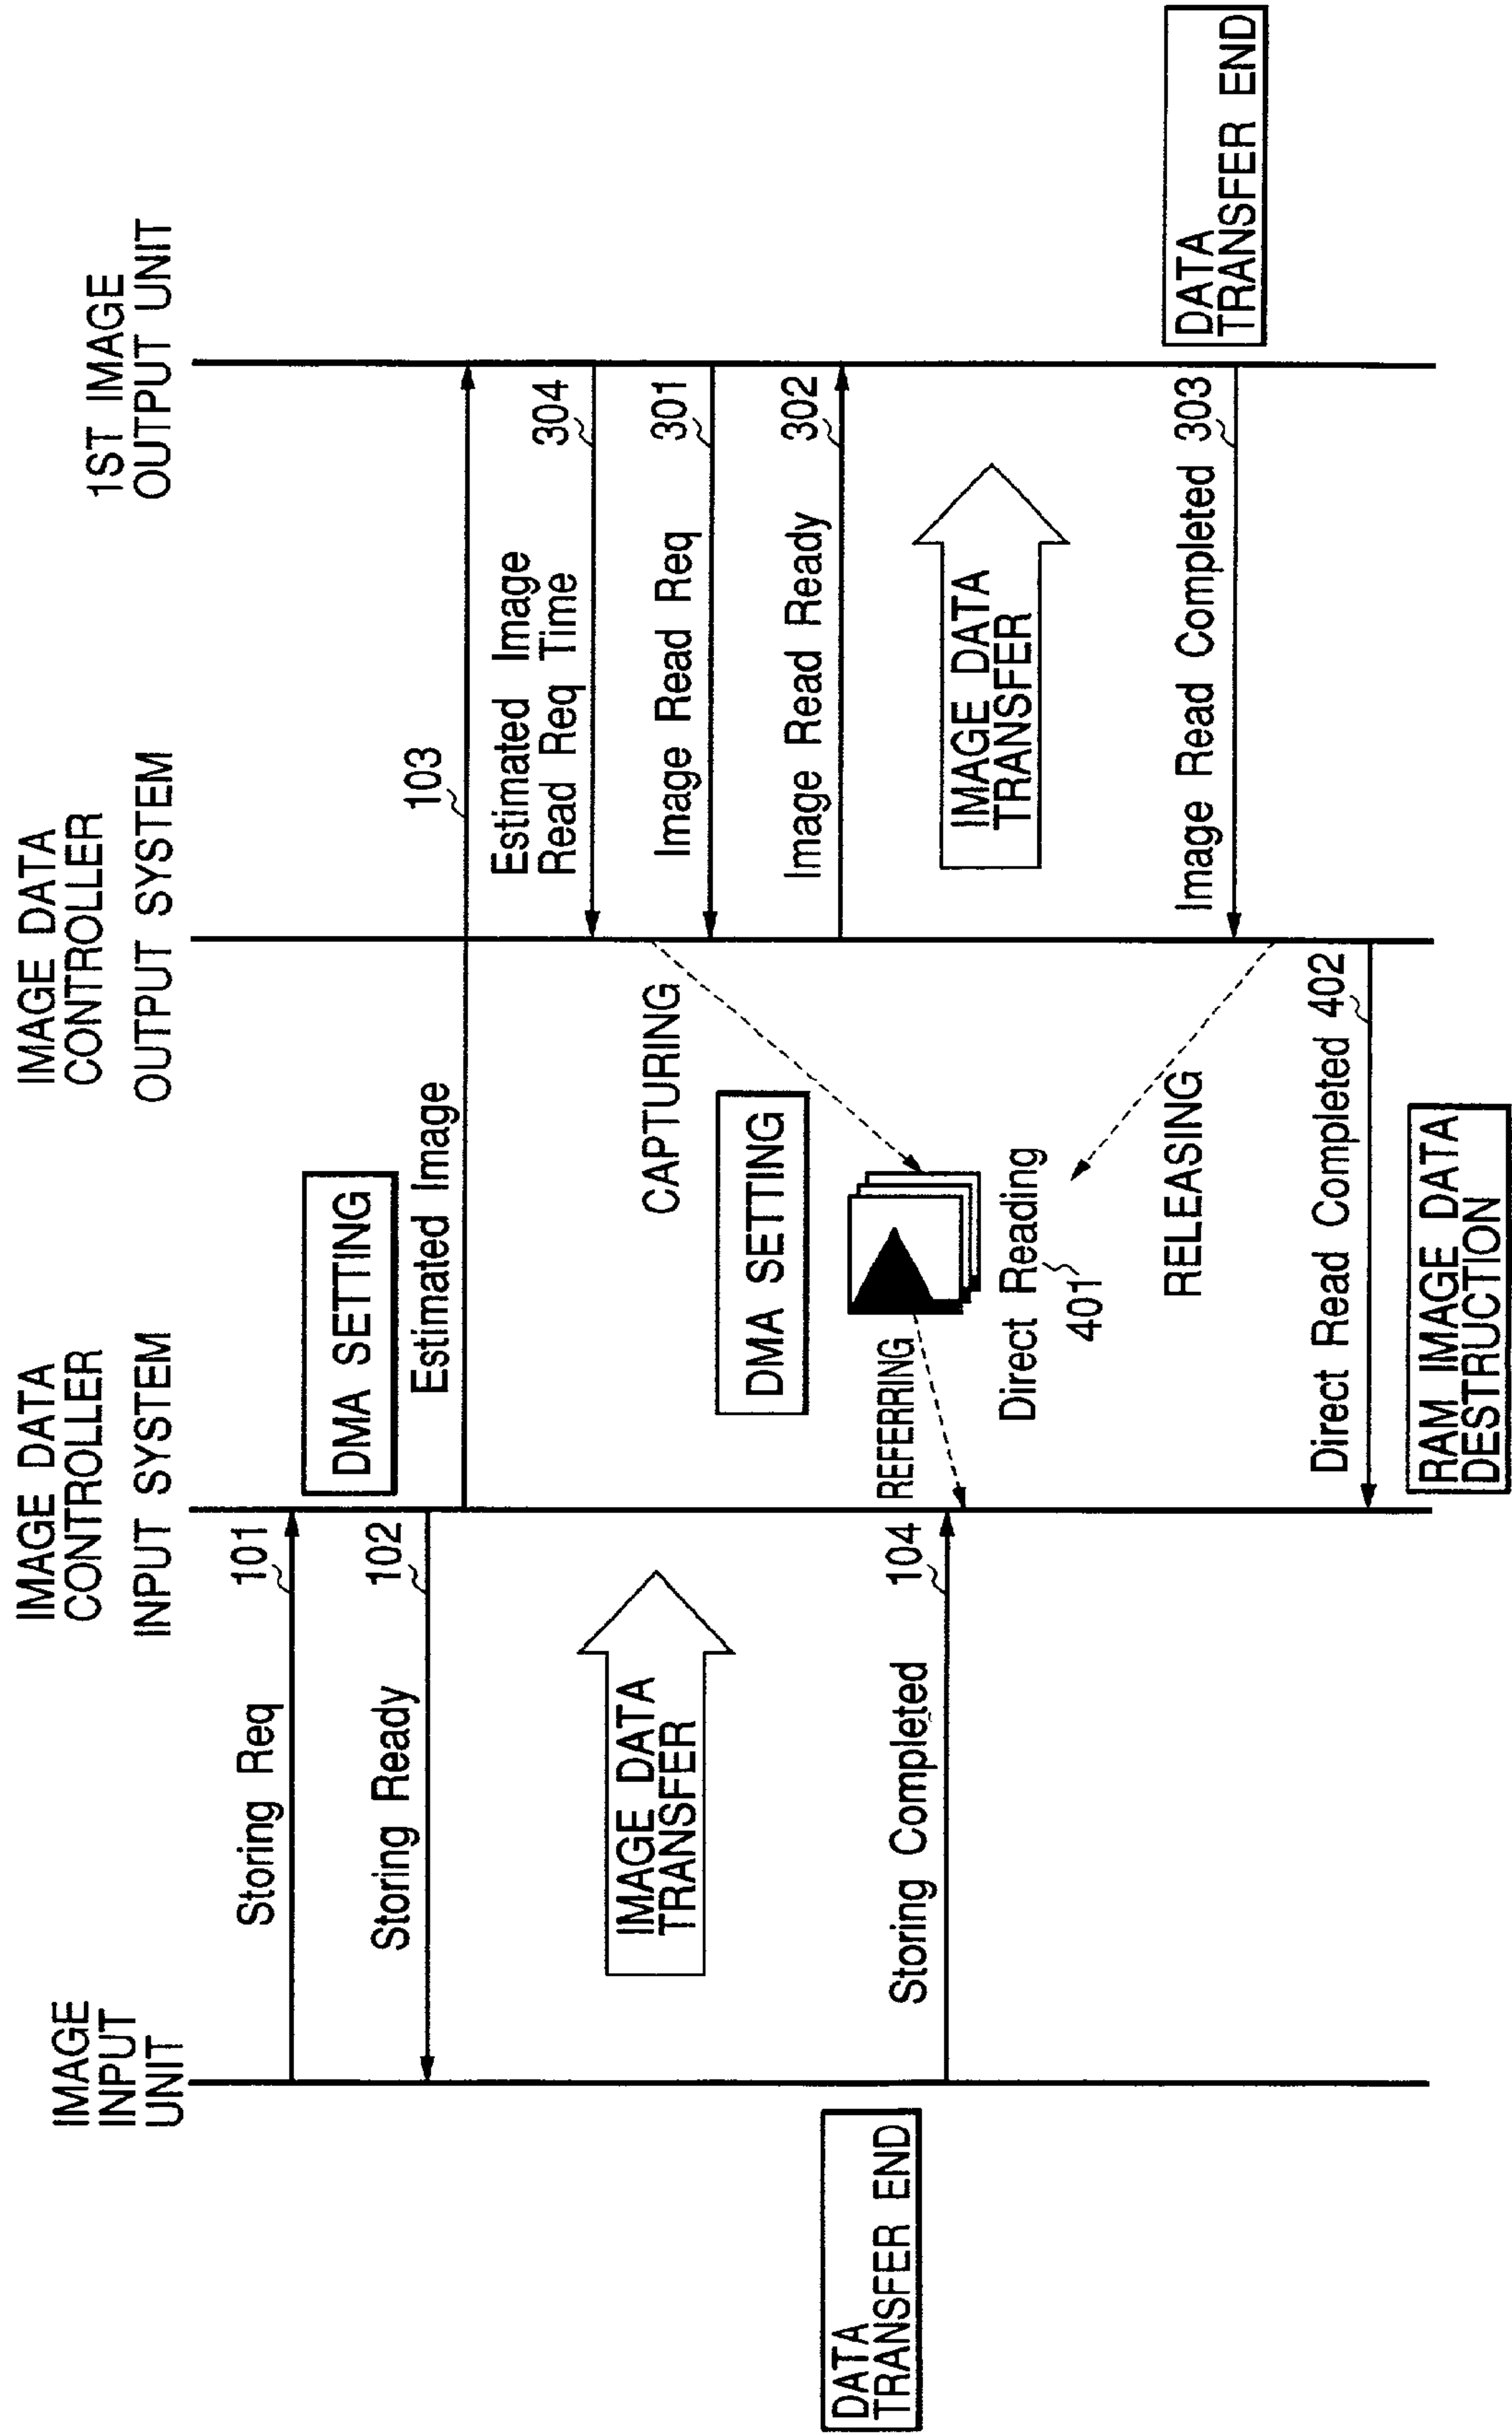 IMAGE
INPUT
UNIT
IMAGE DATA
CONTROLLER
INPUT SYSTEM
IMAGE DATA
CONTROLLER
OUTPUT SYSTEM
1ST IMAGE
OUTPUT UNIT
Storing Req
101
DMA SETTING
Storing Ready
102
Estimated Image
103
Estimated Image
Read Req Time
304
IMAGE DATA
TRANSFER
CAPTURING
Image Read Req
301
DMA SETTING
Image Read Ready
302
DATA
TRANSFER END
Storing Completed
104
REFERRING
IMAGE DATA
TRANSFER
Direct Reading
401
RELEASING
Image Read Completed
303
DATA
TRANSFER END
Direct Read Completed
402
RAM IMAGE DATA
DESTRUCTION